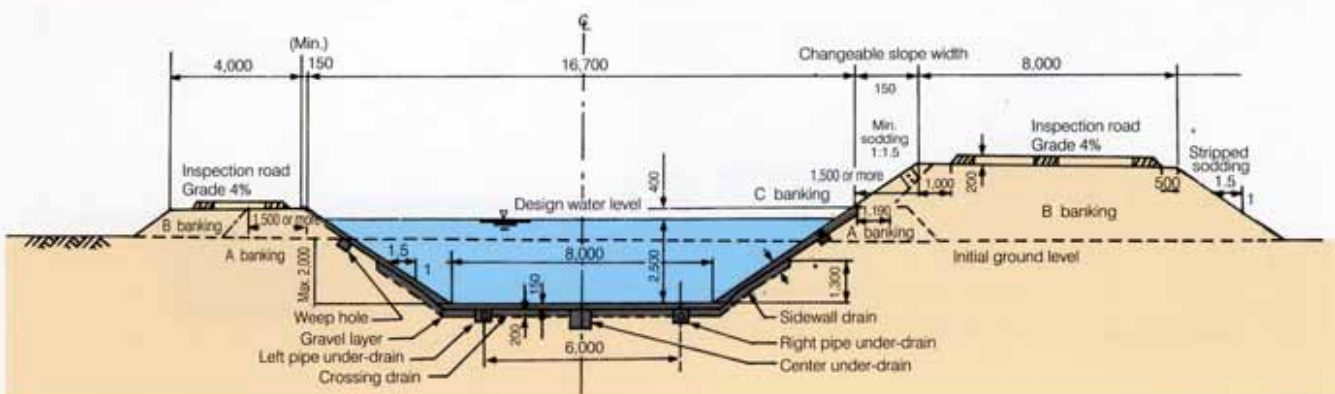 ℄
(Min.)
Changeable slope width
4,000
150
16,700
8,000
150
Min.
sodding
1:1.5
Inspection road
Grade 4%
Inspection road
Grade 4%
Stripped
sodding
1.5
1
400
1,500 or more
1,000
200
500
C banking
Design water level
B banking
1,500 or more
1,190
A banking
B banking
A banking
Initial ground level
Max. 2,000
1.5
1
8,000
2,500
1,300
150
Weep hole
Sidewall drain
Gravel layer
200
Left pipe under-drain
Right pipe under-drain
6,000
Center under-drain
Crossing drain